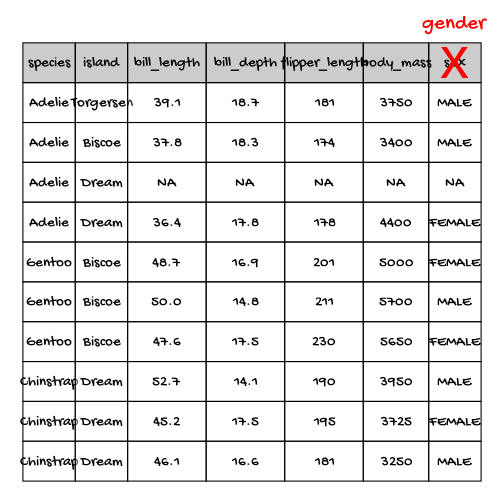 gender
species island bill_length bill_depth flipper_length body_mass sex
Adelie Torgersen 39.1 18.7 181 3750 MALE
Adelie Biscoe 37.8 18.3 174 3400 MALE
Adelie Dream NA NA NA NA NA
Adelie Dream 36.4 17.8 178 4400 FEMALE
Gentoo Biscoe 48.7 16.9 201 5000 FEMALE
Gentoo Biscoe 50.0 14.8 211 5700 MALE
Gentoo Biscoe 47.6 17.5 230 5650 FEMALE
Chinstrap Dream 52.7 14.1 190 3950 MALE
Chinstrap Dream 45.2 17.5 195 3725 FEMALE
Chinstrap Dream 46.1 16.6 181 3250 MALE